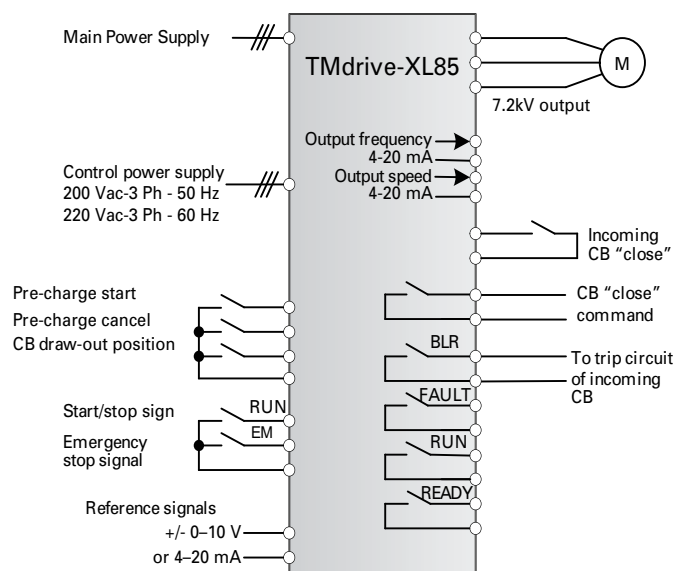 Main Power Supply
TMdrive-XL85
M
7.2kV output
Output frequency
4-20 mA
Output speed
4-20 mA
Control power supply
200 Vac-3 Ph - 50 Hz
220 Vac-3 Ph - 60 Hz
Incoming
CB “close”
Pre-charge start
Pre-charge cancel
CB draw-out position
CB “close”
command
BLR
To trip circuit
of incoming
CB
FAULT
Start/stop sign
RUN
EM
Emergency
stop signal
RUN
READY
Reference signals
+/- 0–10 V
or 4–20 mA